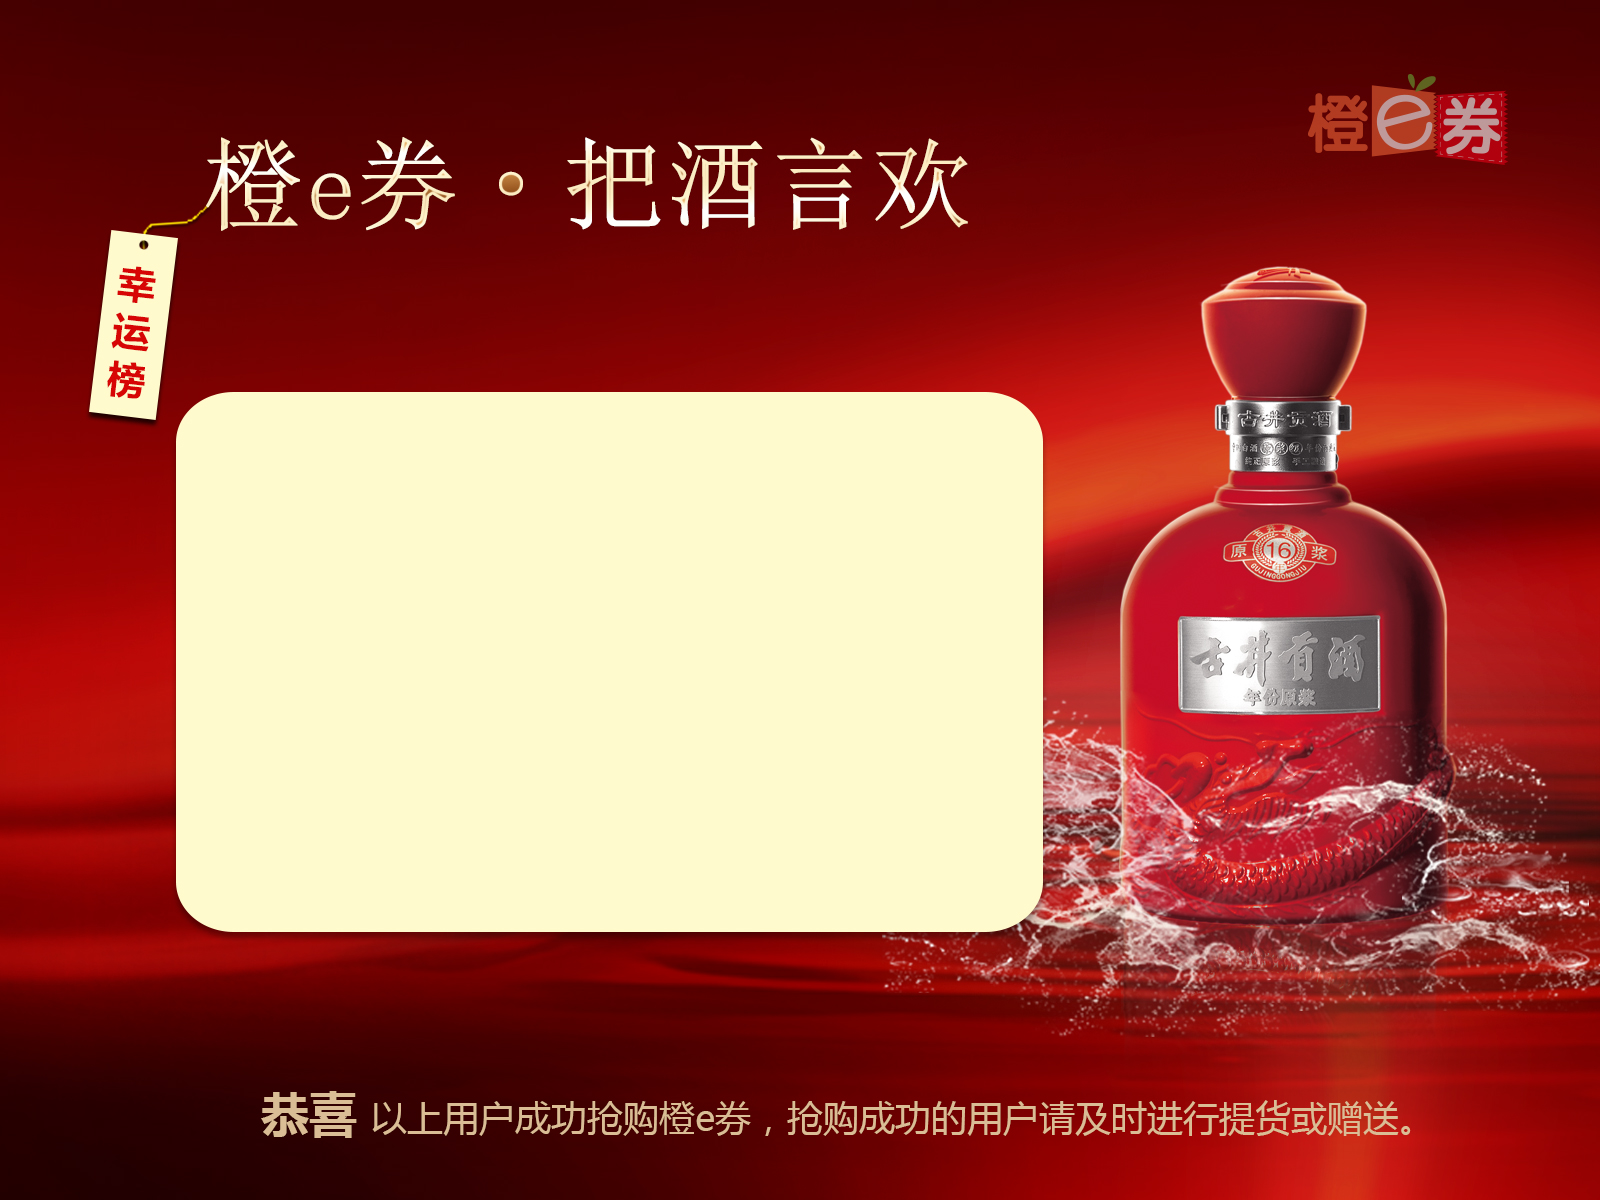 橙e券
橙e券·把酒言欢
幸
运
榜
古井贡酒
原 16 浆
年
GUJINGGONGJIU
古井贡酒
年份原浆
恭喜 以上用户成功抢购橙e券，抢购成功的用户请及时进行提货或赠送。